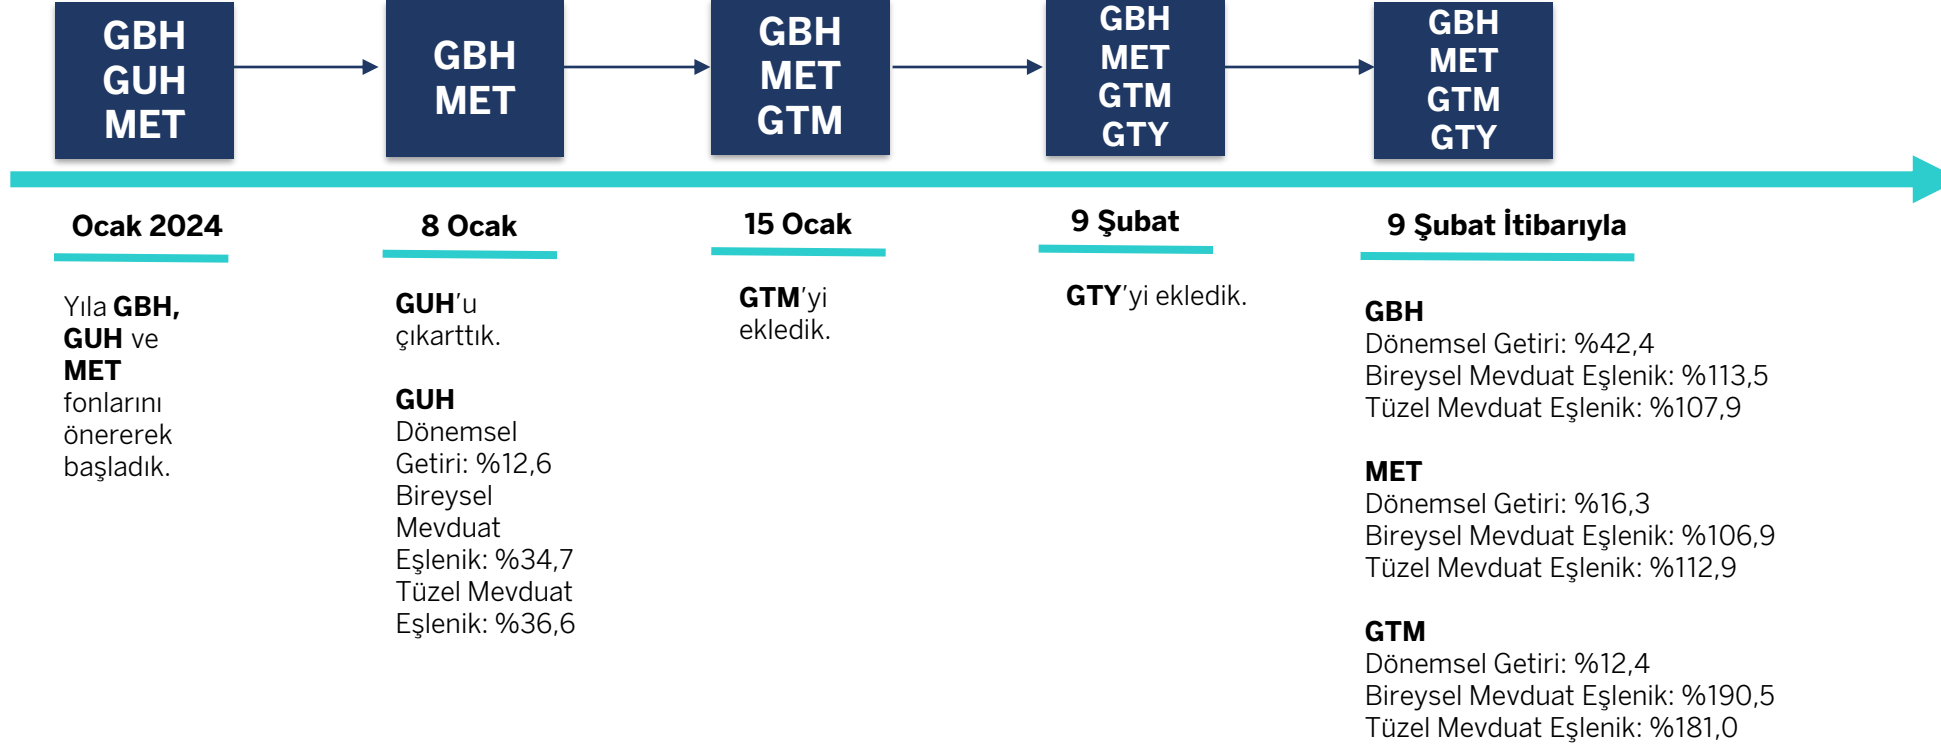 GBH
GUH
MET
GBH
MET
GBH
MET
GTM
GBH
MET
GTM
GTY
GBH
MET
GTM
GTY
Ocak 2024
8 Ocak
15 Ocak
9 Şubat
9 Şubat İtibarıyla
Yıla GBH,
GUH ve
MET
fonlarını
önererek
başladık.
GUH’u
çıkarttık.
GUH
Dönemsel
Getiri: %12,6
Bireysel
Mevduat
Eşlenik: %34,7
Tüzel Mevduat
Eşlenik: %36,6
GTM’yi
ekledik.
GTY’yi ekledik.
GBH
Dönemsel Getiri: %42,4
Bireysel Mevduat Eşlenik: %113,5
Tüzel Mevduat Eşlenik: %107,9
MET
Dönemsel Getiri: %16,3
Bireysel Mevduat Eşlenik: %106,9
Tüzel Mevduat Eşlenik: %112,9
GTM
Dönemsel Getiri: %12,4
Bireysel Mevduat Eşlenik: %190,5
Tüzel Mevduat Eşlenik: %181,0